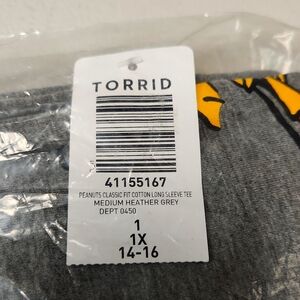 TORRID
41155167
PEANUTS CLASSIC FIT COTTON LONG SLEEVE TEE
MEDIUM HEATHER GREY
DEPT 0450
1
1X
14-16